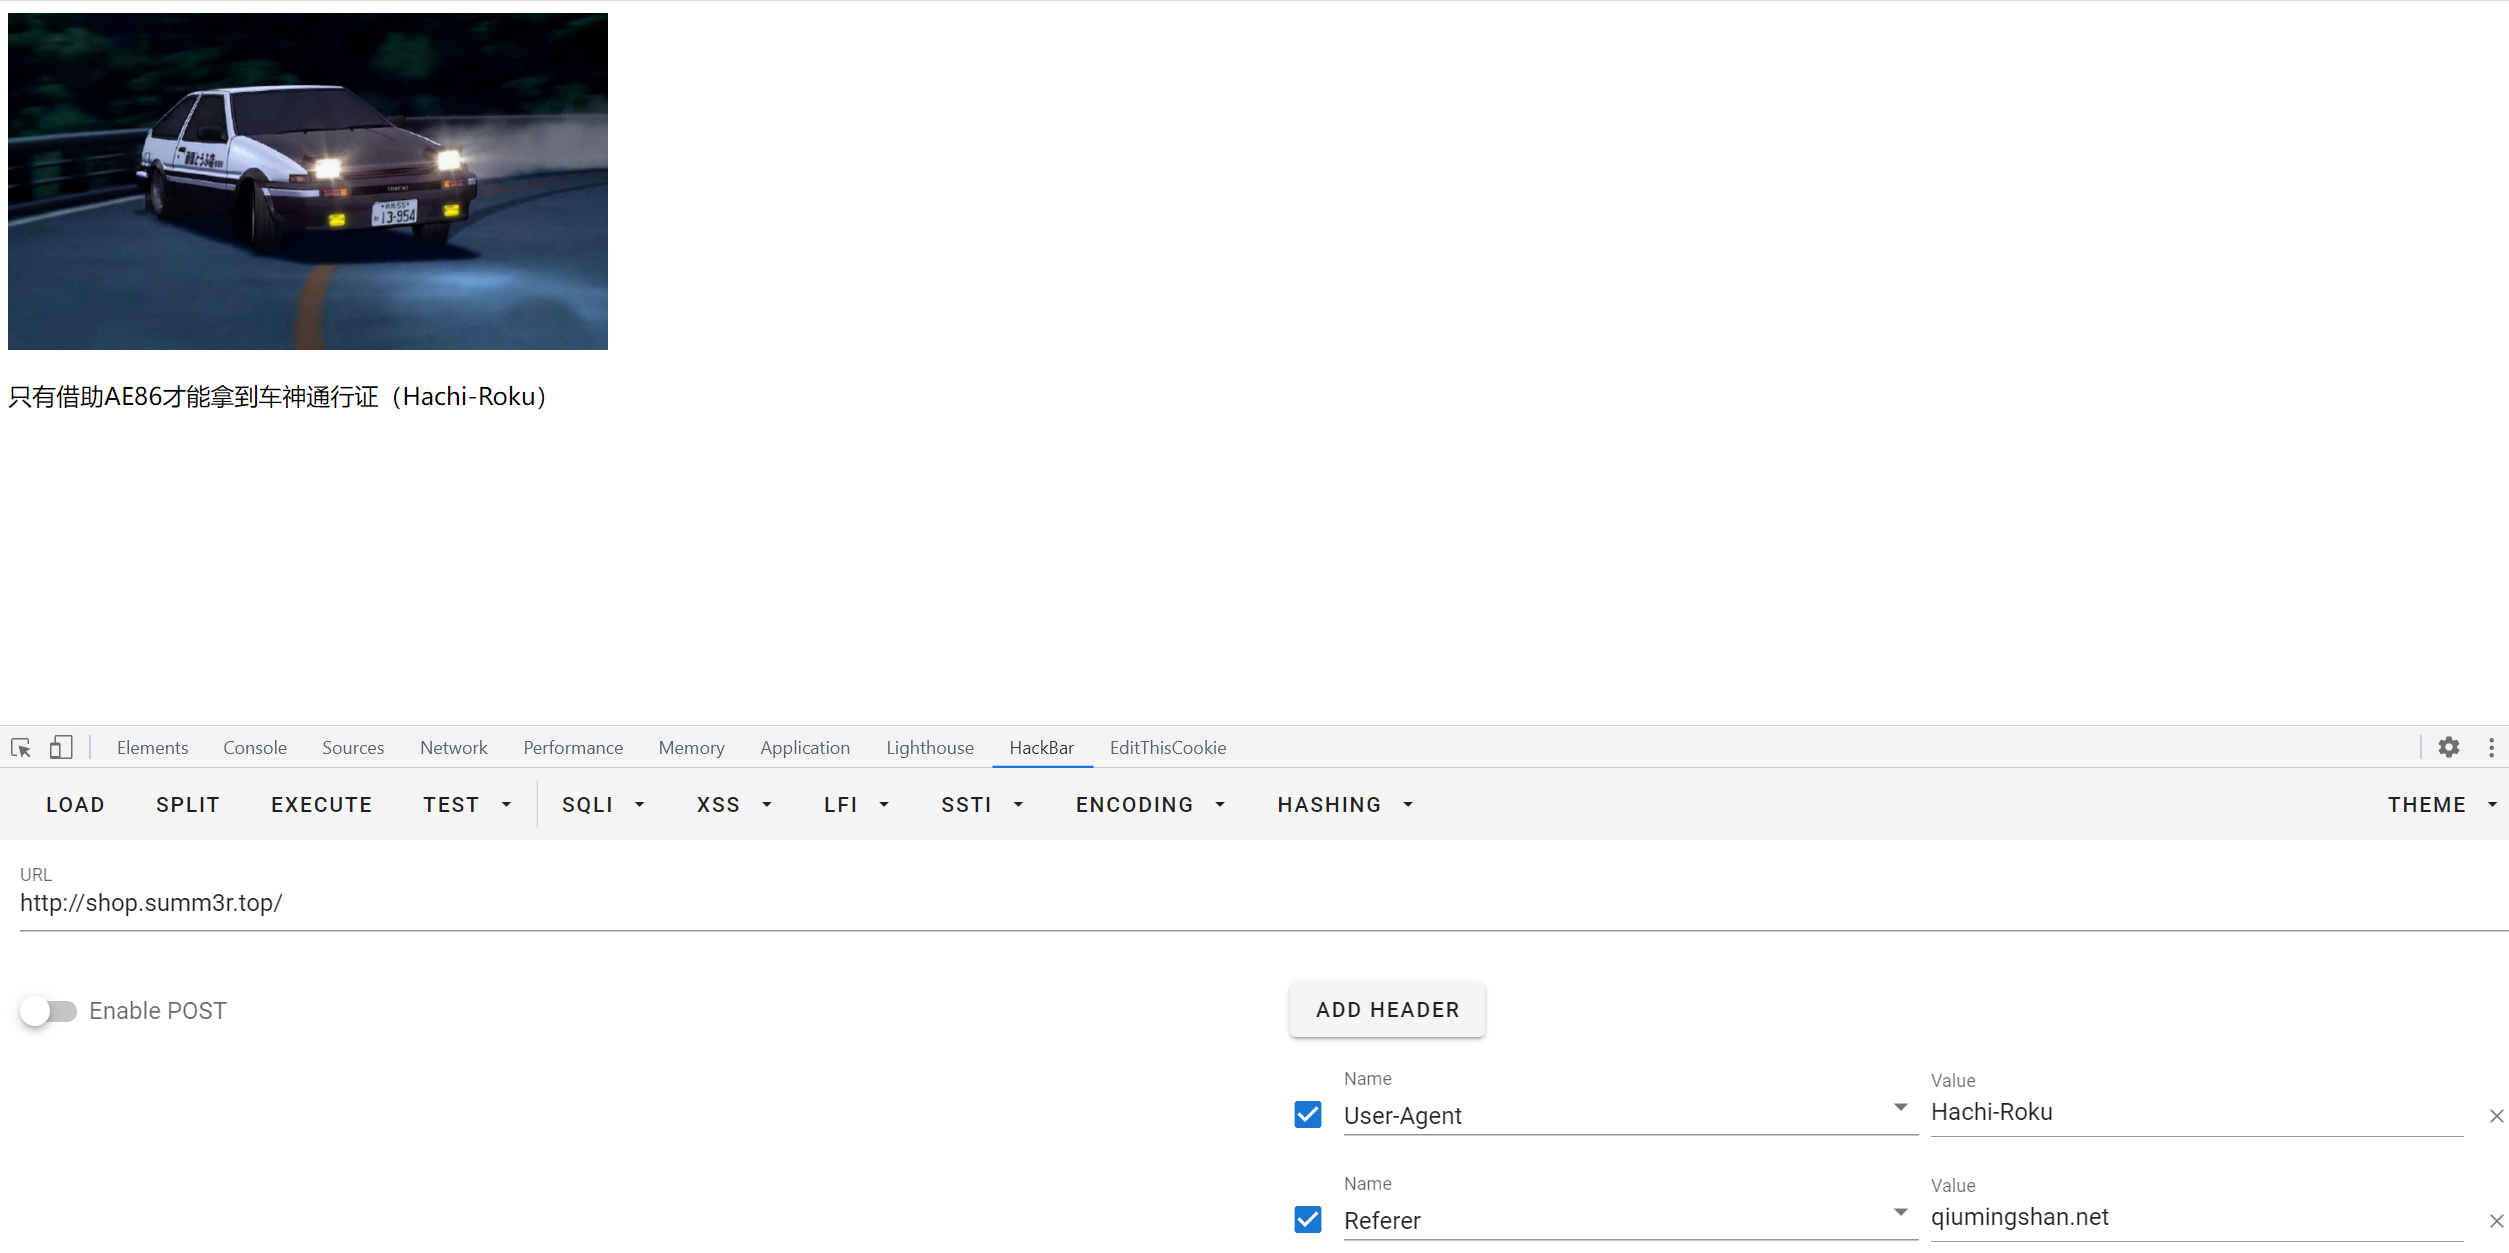 13-954
只有借助AE86才能拿到车神通行证（Hachi-Roku）
Elements Console Sources Network Performance Memory Application Lighthouse HackBar EditThisCookie
LOAD SPLIT EXECUTE TEST SQLI XSS LFI SSTI ENCODING HASHING THEME
URL
http://shop.summ3r.top/
Enable POST
ADD HEADER
Name Value
User-Agent Hachi-Roku
Name Value
Referer qiumingshan.net